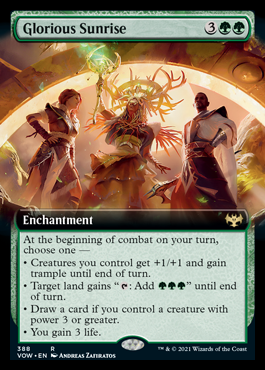 Glorious Sunrise 3
Enchantment
At the beginning of combat on your turn,
choose one —
• Creatures you control get +1/+1 and gain
trample until end of turn.
• Target land gains “: Add ” until end
of turn.
• Draw a card if you control a creature with
power 3 or greater.
• You gain 3 life.
388 R
VOW • EN Andreas Zafiratos
™ & © 2021 Wizards of the Coast